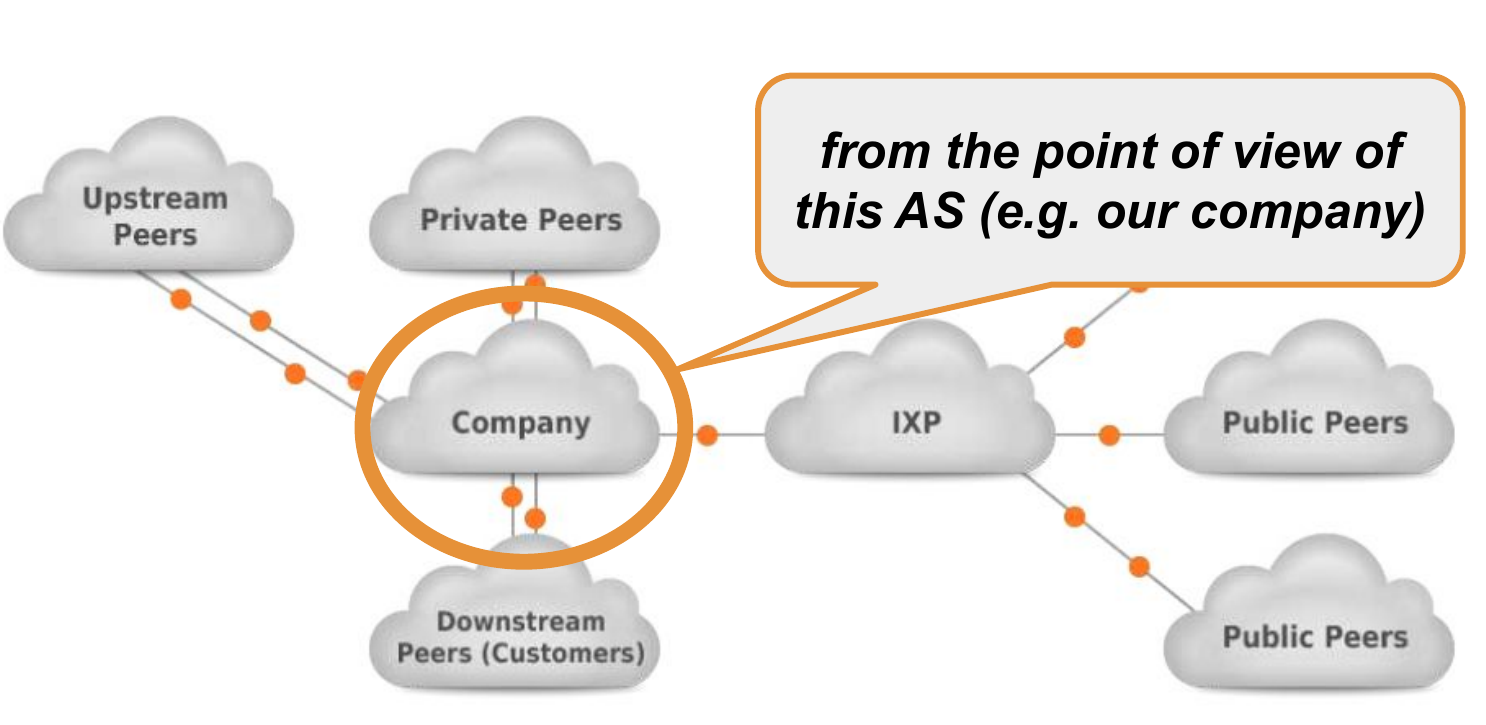 from the point of view of
this AS (e.g. our company)
Upstream
Peers
Private Peers
Company
IXP
Public Peers
Downstream
Peers (Customers)
Public Peers